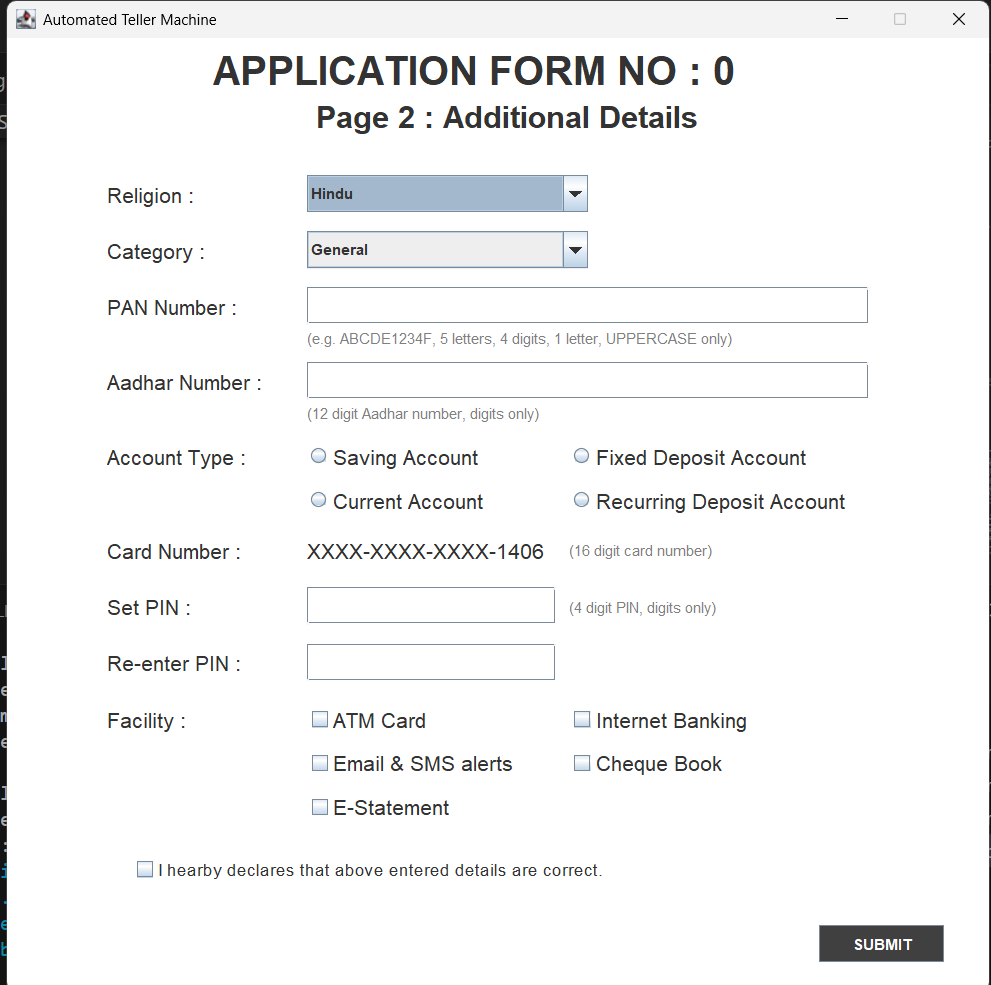 Automated Teller Machine
APPLICATION FORM NO : 0
Page 2 : Additional Details
Religion : Hindu
Category : General
PAN Number :
(e.g. ABCDE1234F, 5 letters, 4 digits, 1 letter, UPPERCASE only)
Aadhar Number :
(12 digit Aadhar number, digits only)
Account Type : Saving Account Fixed Deposit Account
Current Account Recurring Deposit Account
Card Number : XXXX-XXXX-XXXX-1406 (16 digit card number)
Set PIN : (4 digit PIN, digits only)
Re-enter PIN :
Facility : ATM Card Internet Banking
Email & SMS alerts Cheque Book
E-Statement
I hearby declares that above entered details are correct.
SUBMIT